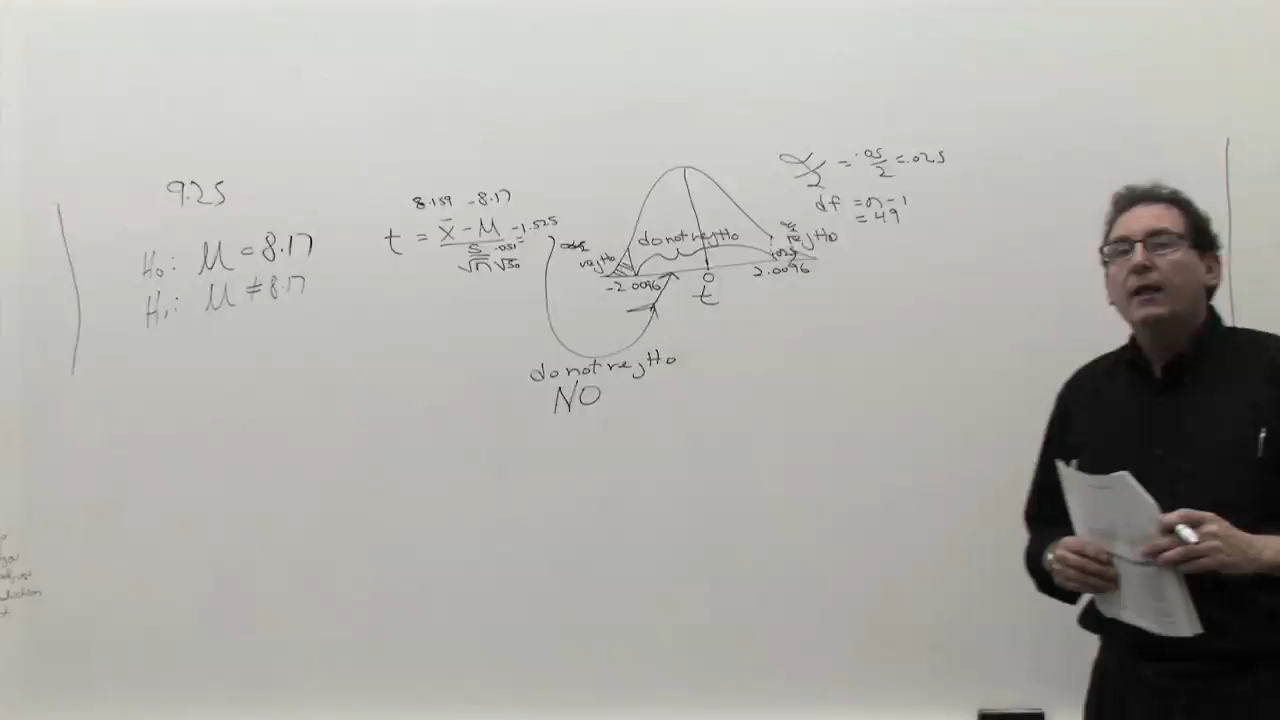 9.25
H₀: μ = 8.17
H₁: μ ≠ 8.17
8.159 -8.17
t = x̄ - μ -1.525
s .051 =
√n √50
rej H₀
do not rej H₀
rej H₀
.025
-2.0096 0 2.0096
t
α/2 = .05/2 = .025
df = n - 1
= 49
do not rej H₀
NO
duction